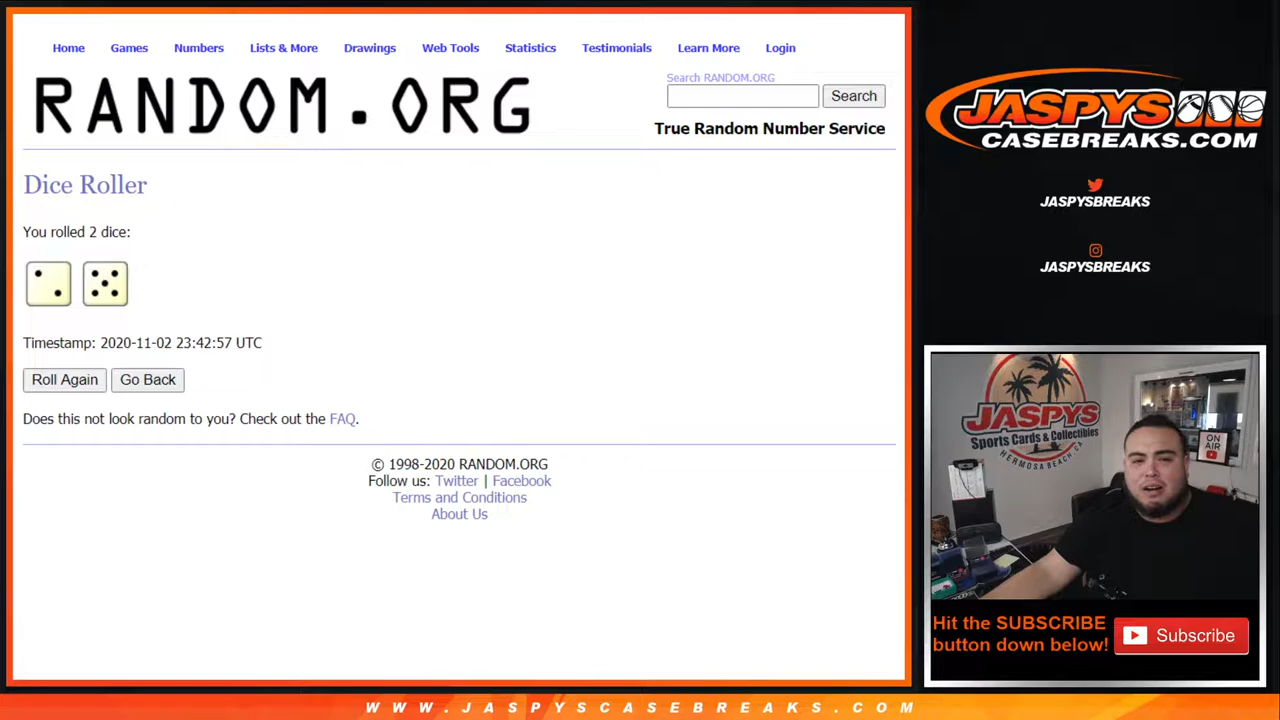 Home Games Numbers Lists & More Drawings Web Tools Statistics Testimonials Learn More Login
RANDOM.ORG
Search RANDOM.ORG
Search
True Random Number Service
Dice Roller
You rolled 2 dice:
Timestamp: 2020-11-02 23:42:57 UTC
Roll Again Go Back
Does this not look random to you? Check out the FAQ.
© 1998-2020 RANDOM.ORG
Follow us: Twitter | Facebook
Terms and Conditions
About Us
JASPYS
CASEBREAKS.COM
JASPYSBREAKS
JASPYSBREAKS
JASPYS
Sports Cards & Collectibles
HERMOSA BEACH, CA
ON
AIR
Hit the SUBSCRIBE
button down below!
Subscribe
WWW.JASPYSCASEBREAKS.COM